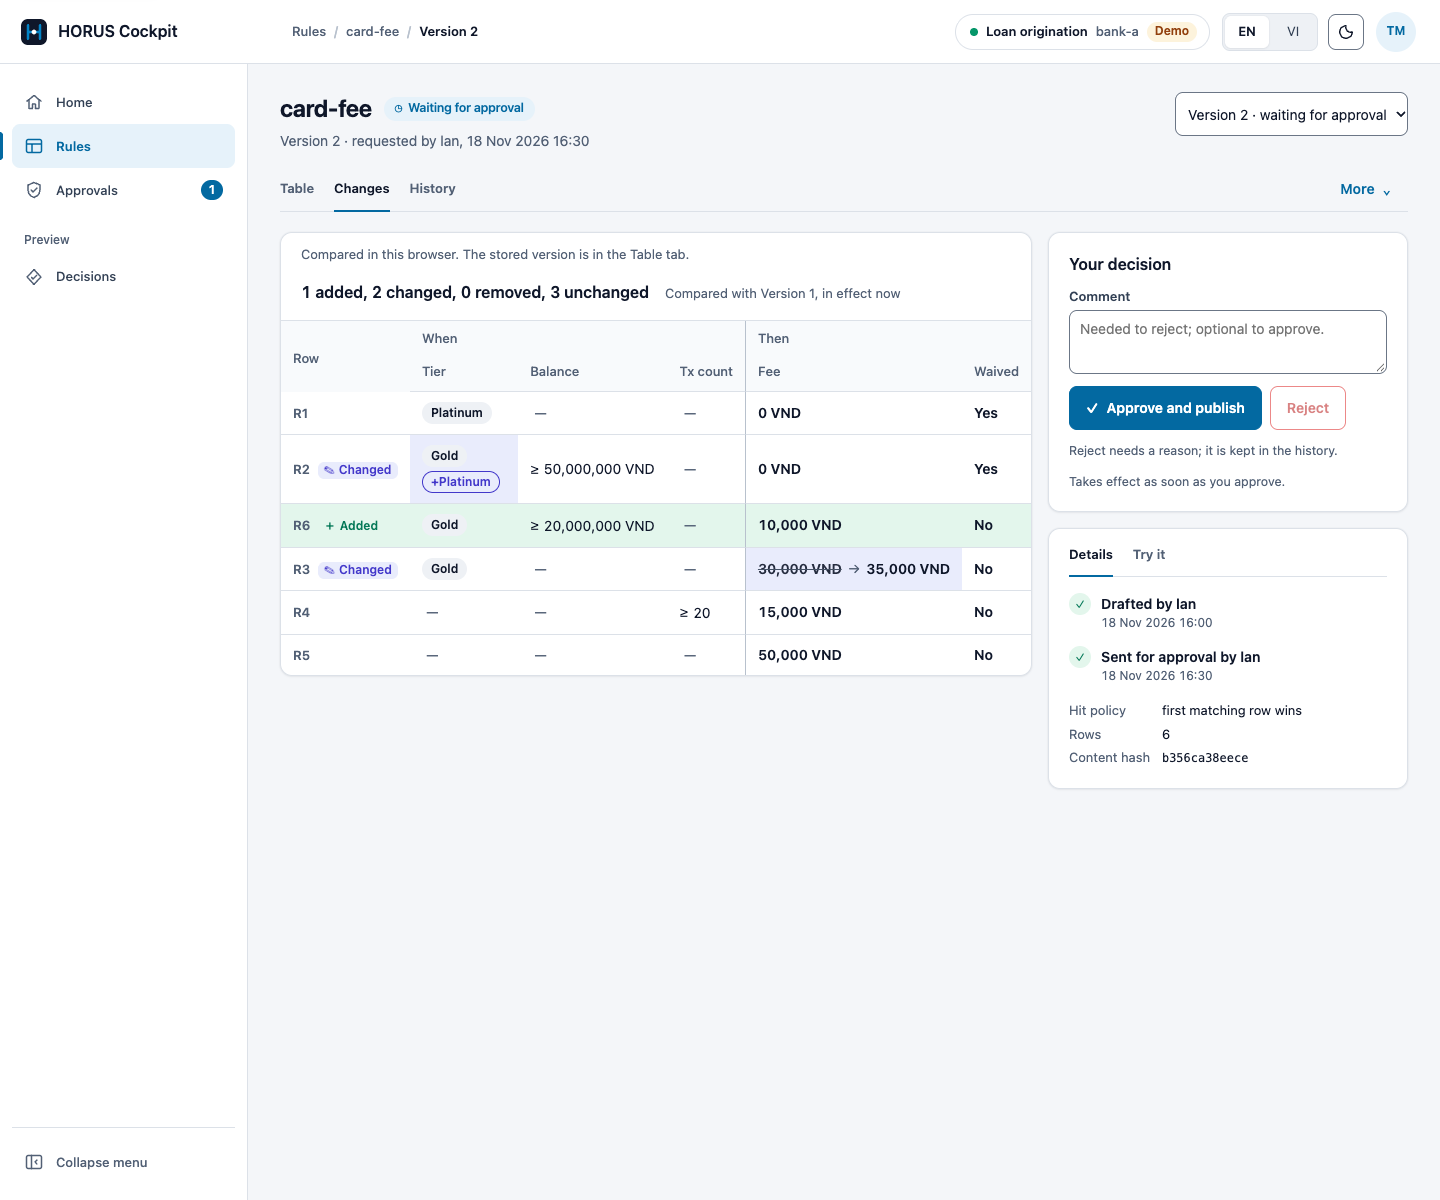 HORUS Cockpit
Rules / card-fee / Version 2
Loan origination bank-a Demo
EN VI
TM
Home
Rules
Approvals 1
Preview
Decisions
Collapse menu
card-fee Waiting for approval
Version 2 · requested by lan, 18 Nov 2026 16:30
Version 2 · waiting for approval
Table Changes History
More
Compared in this browser. The stored version is in the Table tab.
1 added, 2 changed, 0 removed, 3 unchanged Compared with Version 1, in effect now
Row When Then
Tier Balance Tx count Fee Waived
R1 Platinum — — 0 VND Yes
R2 ✎ Changed Gold +Platinum ≥ 50,000,000 VND — 0 VND Yes
R6 + Added Gold ≥ 20,000,000 VND — 10,000 VND No
R3 ✎ Changed Gold — — 30,000 VND → 35,000 VND No
R4 — — ≥ 20 15,000 VND No
R5 — — — 50,000 VND No
Your decision
Comment
Needed to reject; optional to approve.
✓ Approve and publish Reject
Reject needs a reason; it is kept in the history.
Takes effect as soon as you approve.
Details Try it
Drafted by lan
18 Nov 2026 16:00
Sent for approval by lan
18 Nov 2026 16:30
Hit policy first matching row wins
Rows 6
Content hash b356ca38eece